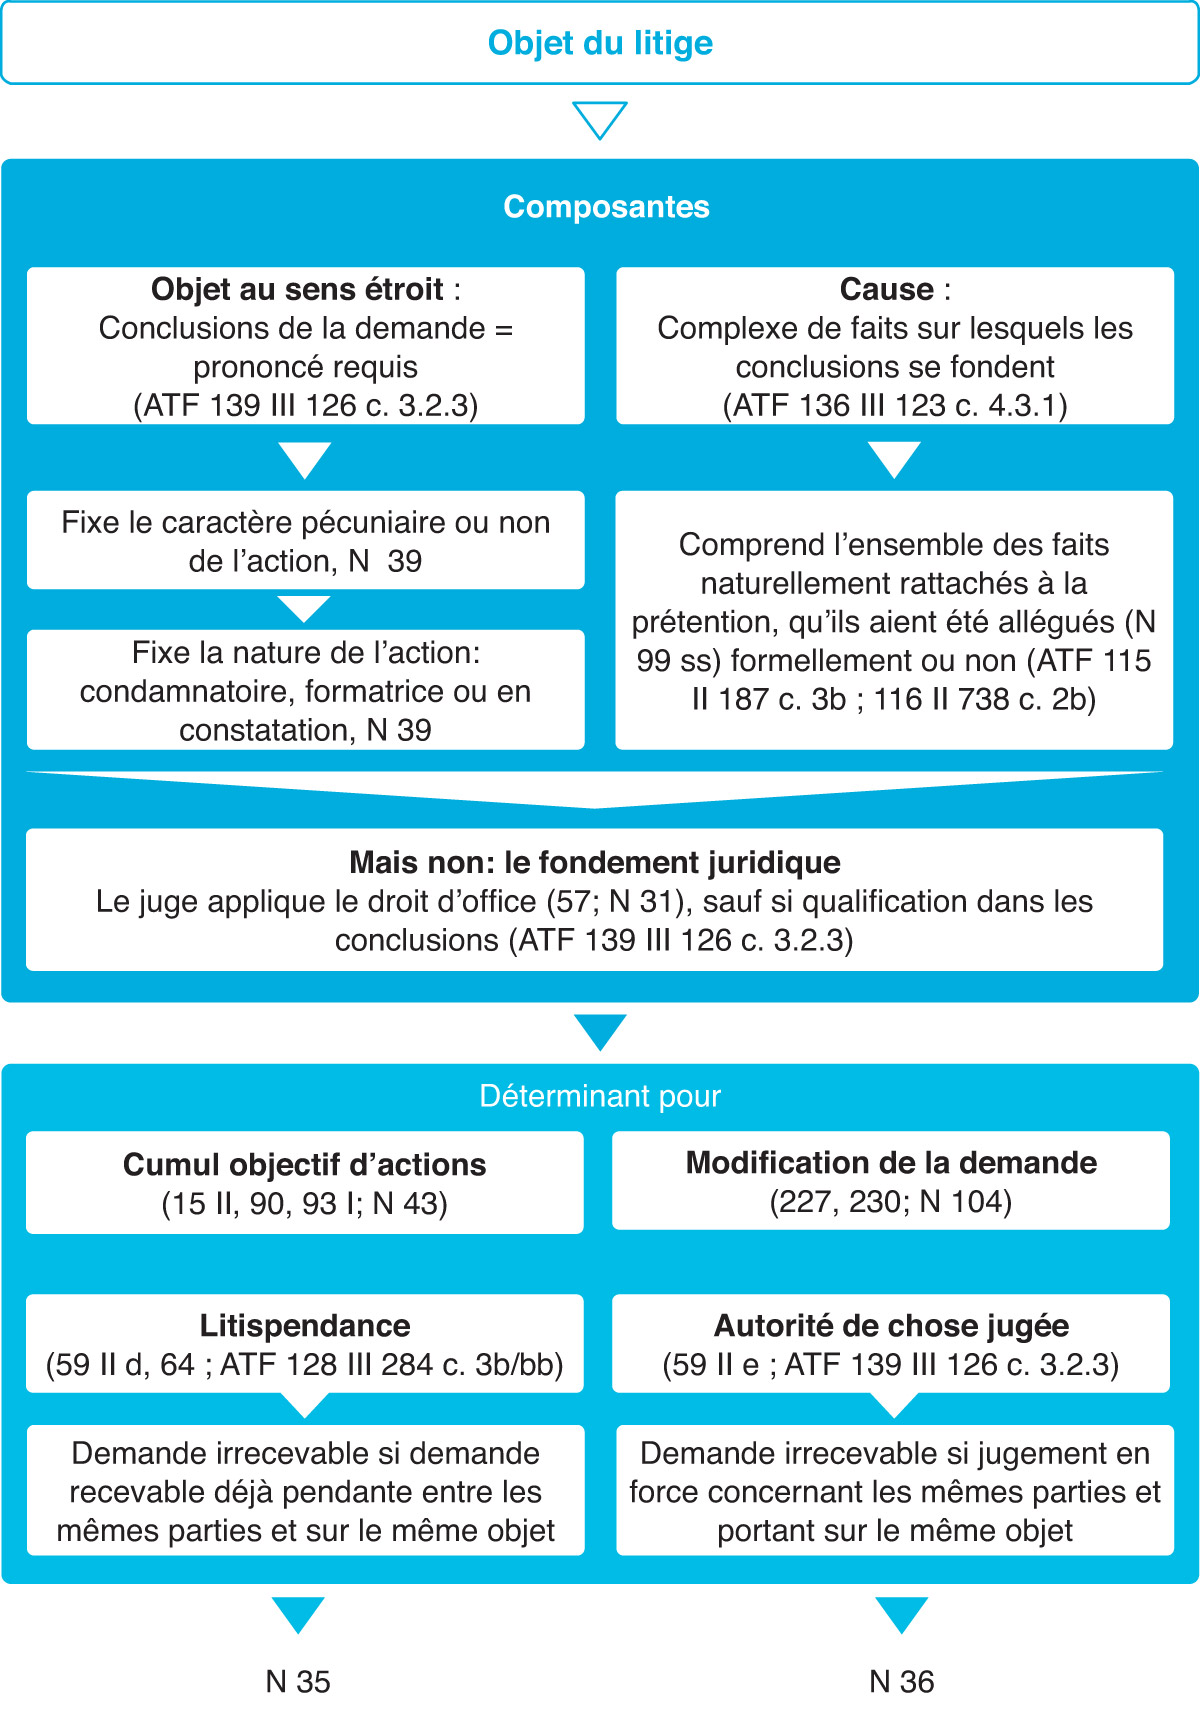 Objet du litige
Composantes
Objet au sens étroit :
Conclusions de la demande =
prononcé requis
(ATF 139 III 126 c. 3.2.3)
Cause :
Complexe de faits sur lesquels les
conclusions se fondent
(ATF 136 III 123 c. 4.3.1)
Fixe le caractère pécuniaire ou non
de l’action, N  39
Fixe la nature de l’action:
condamnatoire, formatrice ou en
constatation, N 39
Comprend l’ensemble des faits
naturellement rattachés à la
prétention, qu’ils aient été allégués (N
99 ss) formellement ou non (ATF 115
II 187 c. 3b ; 116 II 738 c. 2b)
Mais non: le fondement juridique
Le juge applique le droit d’office (57; N 31), sauf si qualification dans les
conclusions (ATF 139 III 126 c. 3.2.3)
Déterminant pour
Cumul objectif d’actions
(15 II, 90, 93 I; N 43)
Modification de la demande
(227, 230; N 104)
Litispendance
(59 II d, 64 ; ATF 128 III 284 c. 3b/bb)
Autorité de chose jugée
(59 II e ; ATF 139 III 126 c. 3.2.3)
Demande irrecevable si demande
recevable déjà pendante entre les
mêmes parties et sur le même objet
Demande irrecevable si jugement en
force concernant les mêmes parties et
portant sur le même objet
N 35
N 36